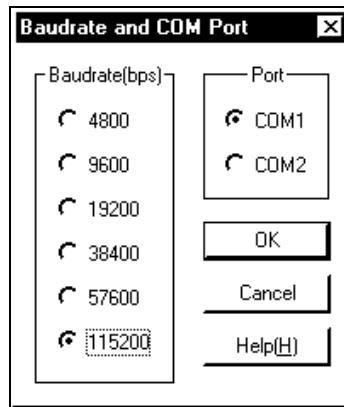 Baudrate and COM Port
Baudrate(bps)
4800
9600
19200
38400
57600
115200
Port
COM1
COM2
OK
Cancel
Help(H)